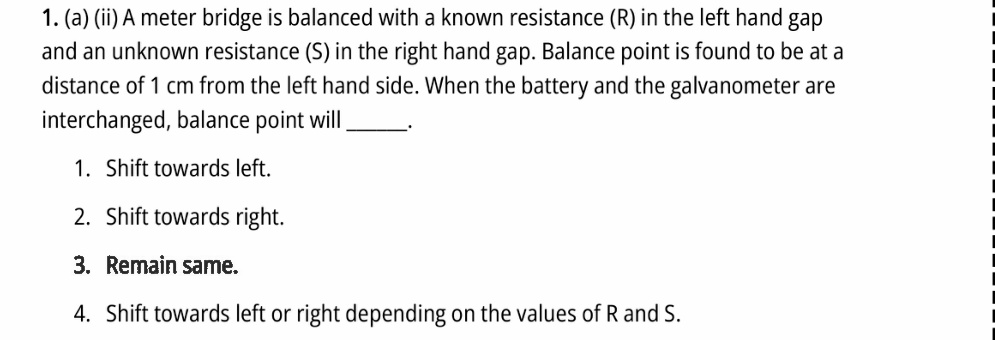 1. (a) (ii) A meter bridge is balanced with a known resistance (R) in the left hand gap
and an unknown resistance (S) in the right hand gap. Balance point is found to be at a
distance of 1 cm from the left hand side. When the battery and the galvanometer are
interchanged, balance point will ______.
1. Shift towards left.
2. Shift towards right.
3. Remain same.
4. Shift towards left or right depending on the values of R and S.